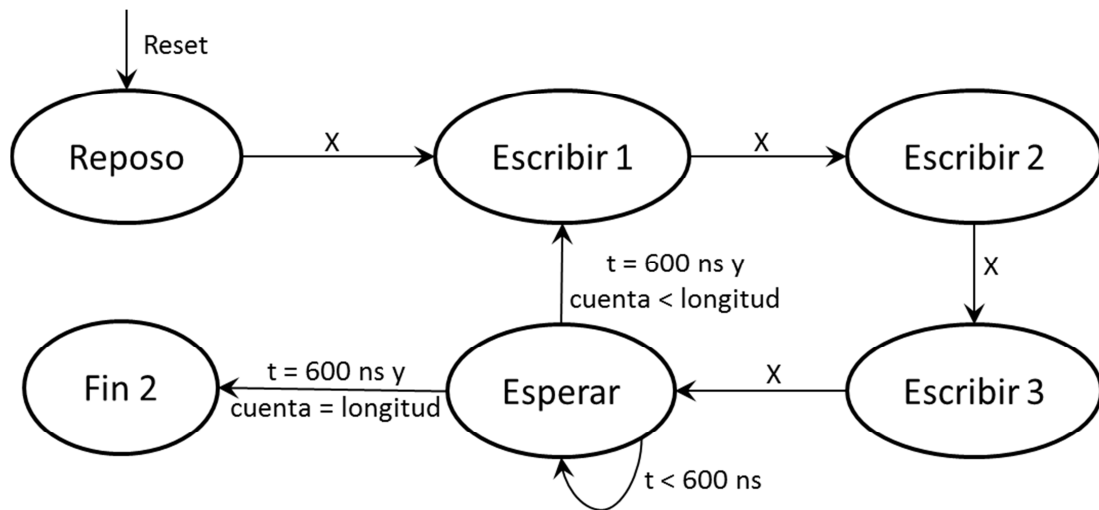 Reset
Reposo
X
Escribir 1
X
Escribir 2
X
t = 600 ns y
cuenta < longitud
Fin 2
t = 600 ns y
cuenta = longitud
Esperar
X
Escribir 3
t < 600 ns